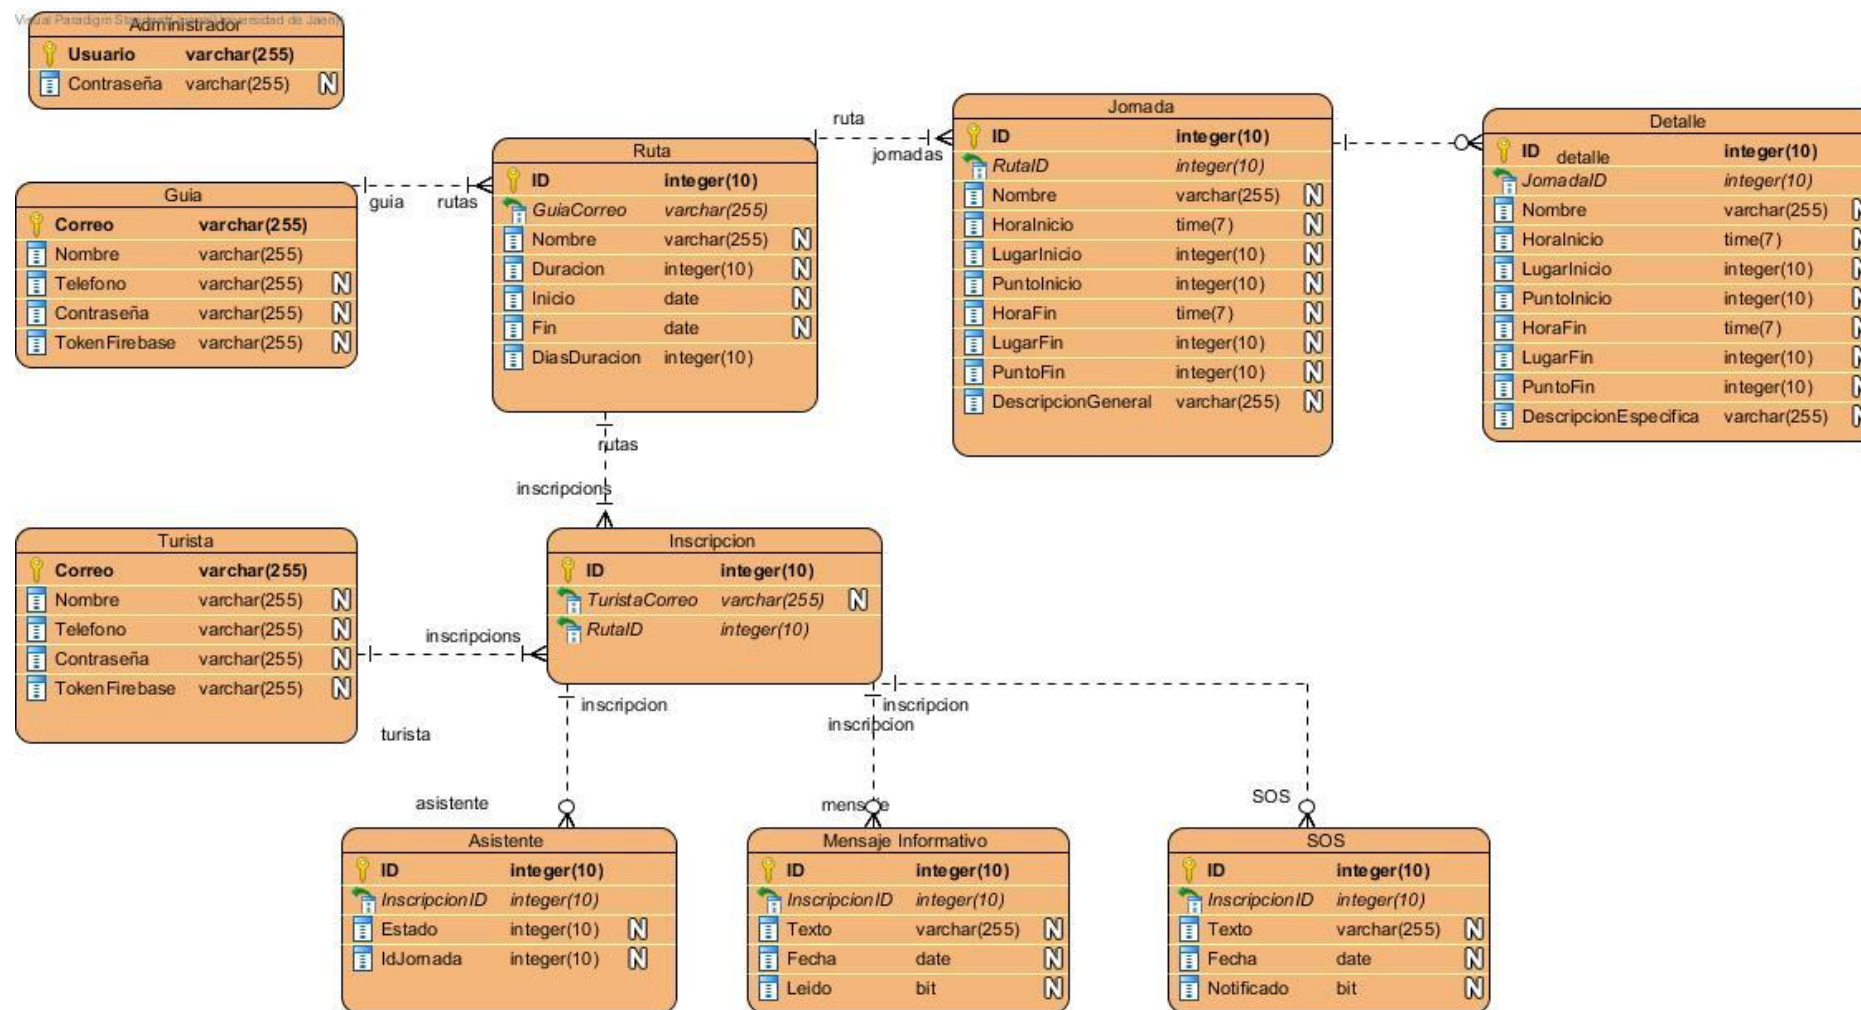 Visual Paradigm Standard Universidad de Jaen
Administrador
Usuario varchar(255)
Contraseña varchar(255) N
Guia
Correo varchar(255)
Nombre varchar(255)
Telefono varchar(255) N
Contraseña varchar(255) N
TokenFirebase varchar(255) N
guia
rutas
Ruta
ID integer(10)
GuiaCorreo varchar(255)
Nombre varchar(255) N
Duracion integer(10) N
Inicio date N
Fin date N
DiasDuracion integer(10)
ruta
jornadas
Jornada
ID integer(10)
RutaID integer(10)
Nombre varchar(255) N
HoraInicio time(7) N
LugarInicio integer(10) N
PuntoInicio integer(10) N
HoraFin time(7) N
LugarFin integer(10) N
PuntoFin integer(10) N
DescripcionGeneral varchar(255) N
Detalle
ID integer(10)
detalle
JornadaID integer(10)
Nombre varchar(255) N
HoraInicio time(7) N
LugarInicio integer(10) N
PuntoInicio integer(10) N
HoraFin time(7) N
LugarFin integer(10) N
PuntoFin integer(10) N
DescripcionEspecifica varchar(255) N
rutas
inscripcions
Turista
Correo varchar(255)
Nombre varchar(255) N
Telefono varchar(255) N
Contraseña varchar(255) N
TokenFirebase varchar(255) N
inscripcions
turista
Inscripcion
ID integer(10)
TuristaCorreo varchar(255) N
RutaID integer(10)
inscripcion
inscripcion
inscripcion
asistente
mensaje
SOS
Asistente
ID integer(10)
InscripcionID integer(10)
Estado integer(10) N
IdJornada integer(10) N
Mensaje Informativo
ID integer(10)
InscripcionID integer(10)
Texto varchar(255) N
Fecha date N
Leido bit N
SOS
ID integer(10)
InscripcionID integer(10)
Texto varchar(255) N
Fecha date N
Notificado bit N